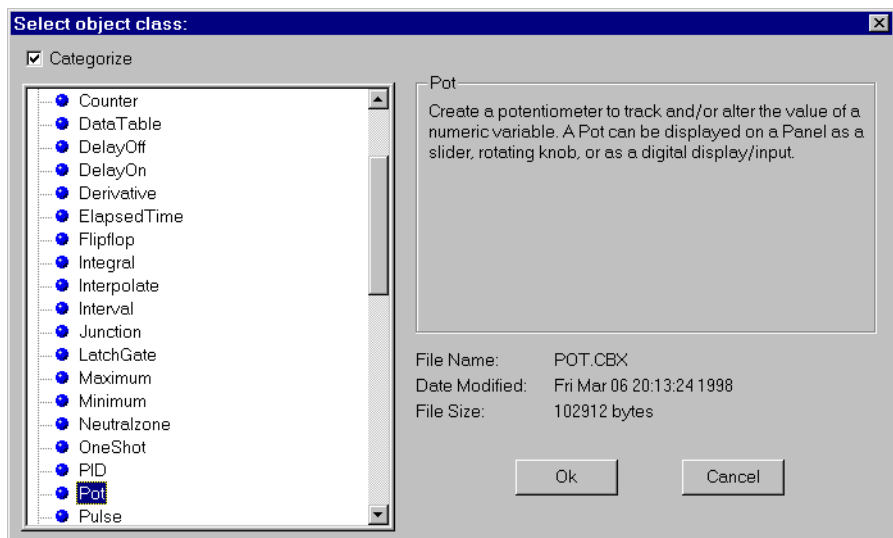 Select object class:
Categorize
Counter
DataTable
DelayOff
DelayOn
Derivative
ElapsedTime
Flipflop
Integral
Interpolate
Interval
Junction
LatchGate
Maximum
Minimum
Neutralzone
OneShot
PID
Pot
Pulse
Pot
Create a potentiometer to track and/or alter the value of a
numeric variable. A Pot can be displayed on a Panel as a
slider, rotating knob, or as a digital display/input.
File Name: POT.CBX
Date Modified: Fri Mar 06 20:13:24 1998
File Size: 102912 bytes
Ok Cancel